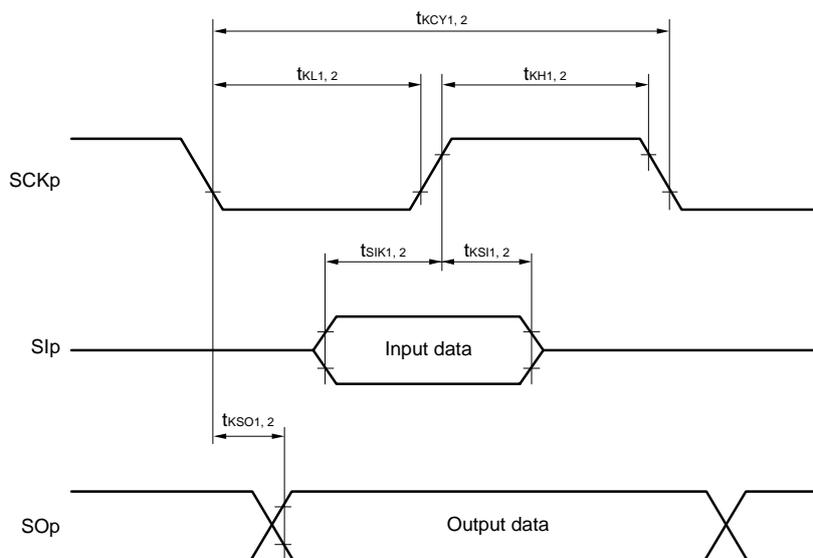 tKCY1, 2
tKL1, 2
tKH1, 2
SCKp
tSIK1, 2
tKSI1, 2
SIp
Input data
tKSO1, 2
SOp
Output data